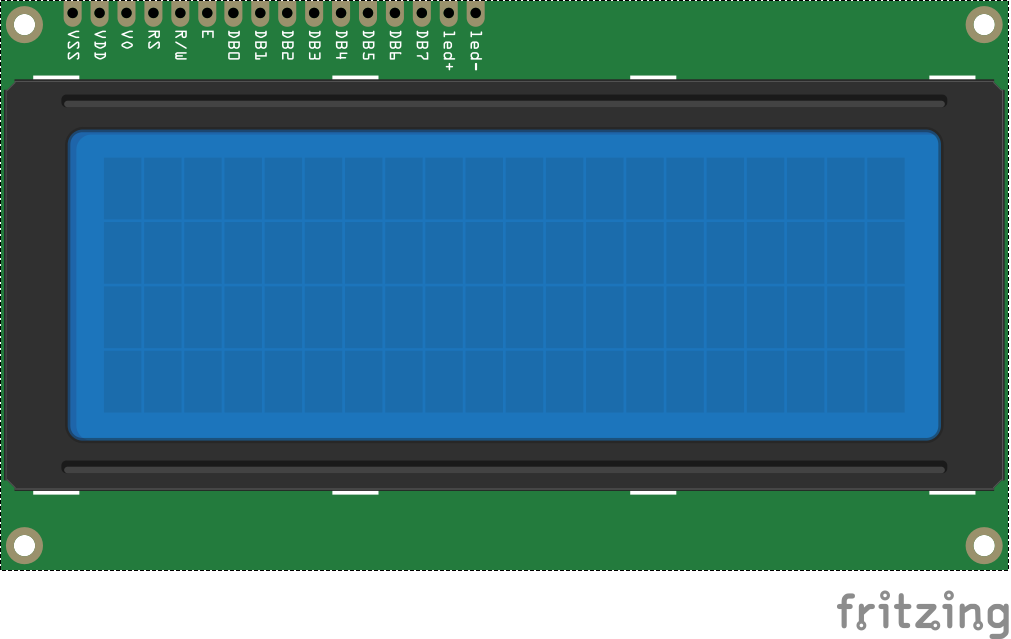 VSS
VDD
V0
RS
R/W
E
DB0
DB1
DB2
DB3
DB4
DB5
DB6
DB7
led+
led-
fritzing